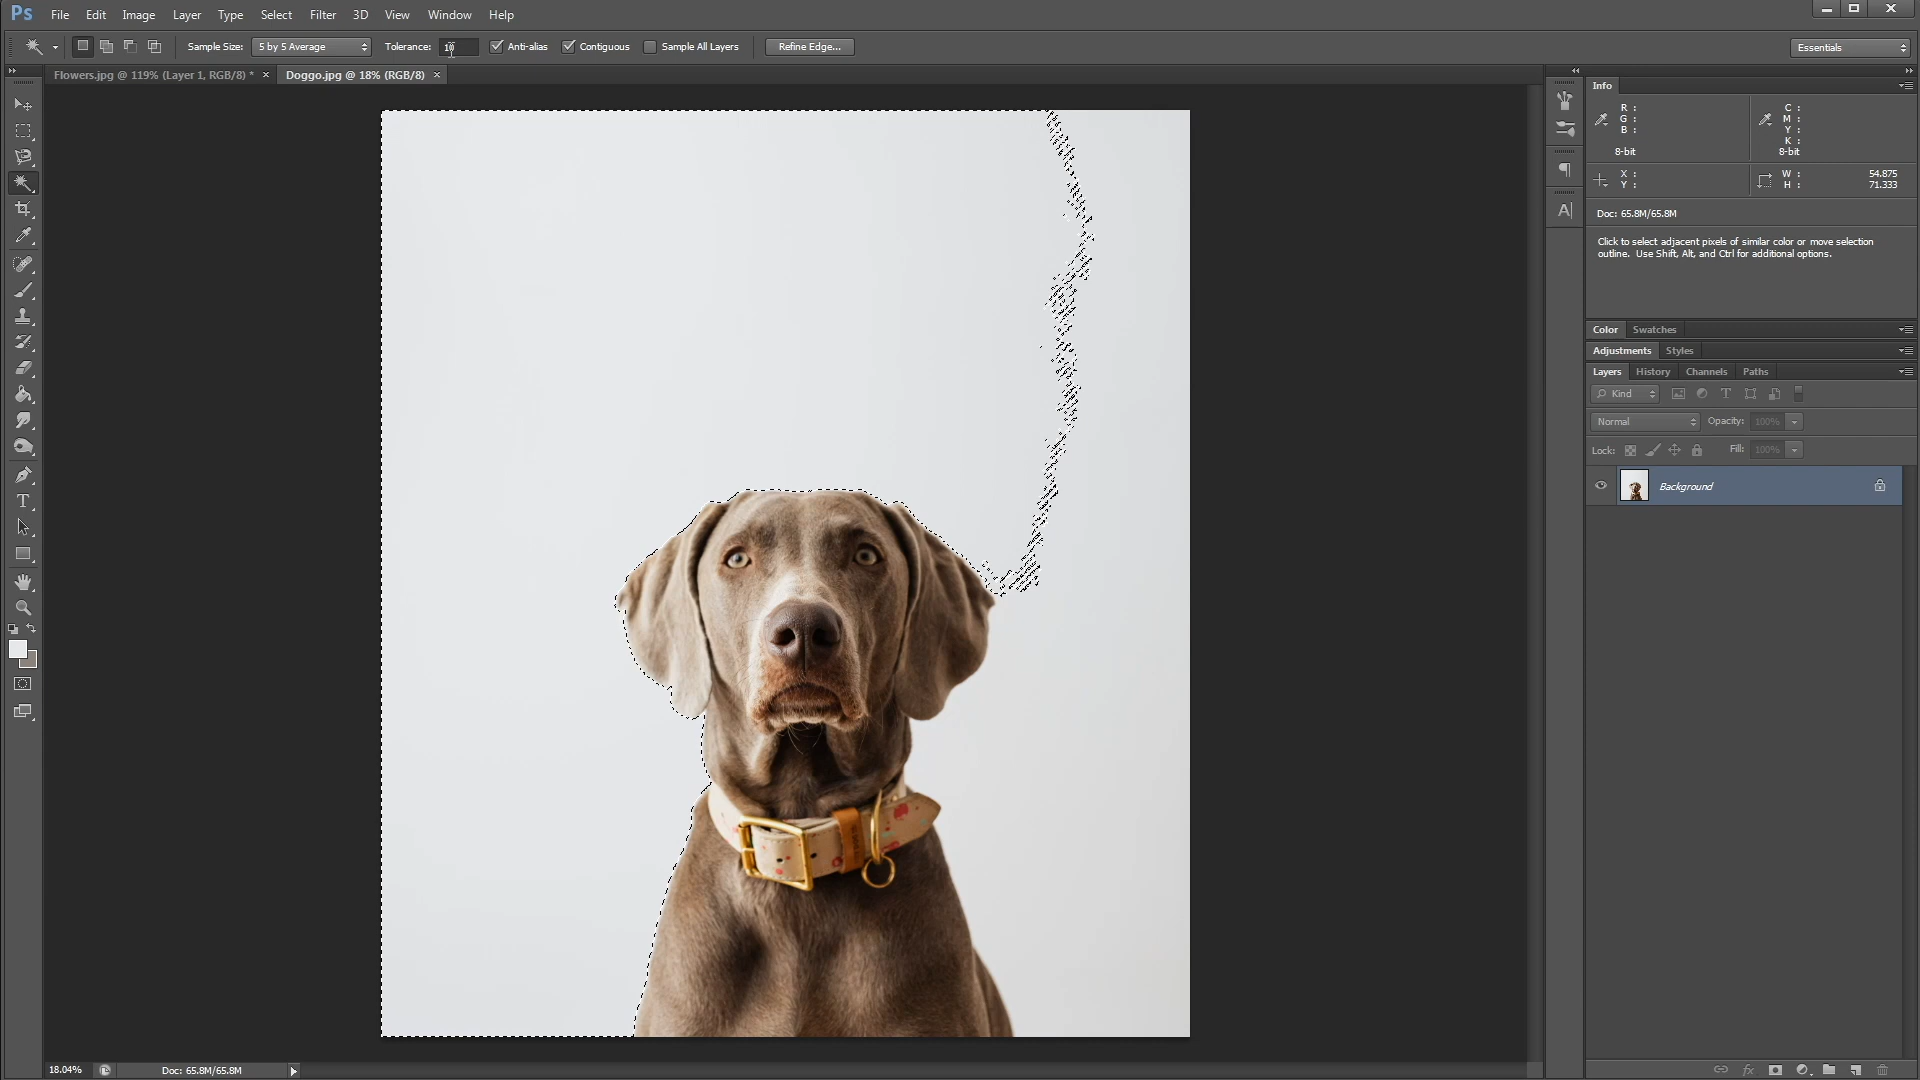 Ps File Edit Image Layer Type Select Filter 3D View Window Help
Sample Size: 5 by 5 Average Tolerance: 10 Anti-alias Contiguous Sample All Layers Refine Edge... Essentials
Flowers.jpg @ 119% (Layer 1, RGB/8) * × Doggo.jpg @ 18% (RGB/8) ×
Info
R : C :
G : M :
B : Y :
K :
8-bit 8-bit
X : W : 54.875
Y : H : 71.333
Doc: 65.8M/65.8M
Click to select adjacent pixels of similar color or move selection
outline. Use Shift, Alt, and Ctrl for additional options.
Color Swatches
Adjustments Styles
Layers History Channels Paths
Kind
Normal Opacity: 100%
Lock: Fill: 100%
Background
18.04% Doc: 65.8M/65.8M